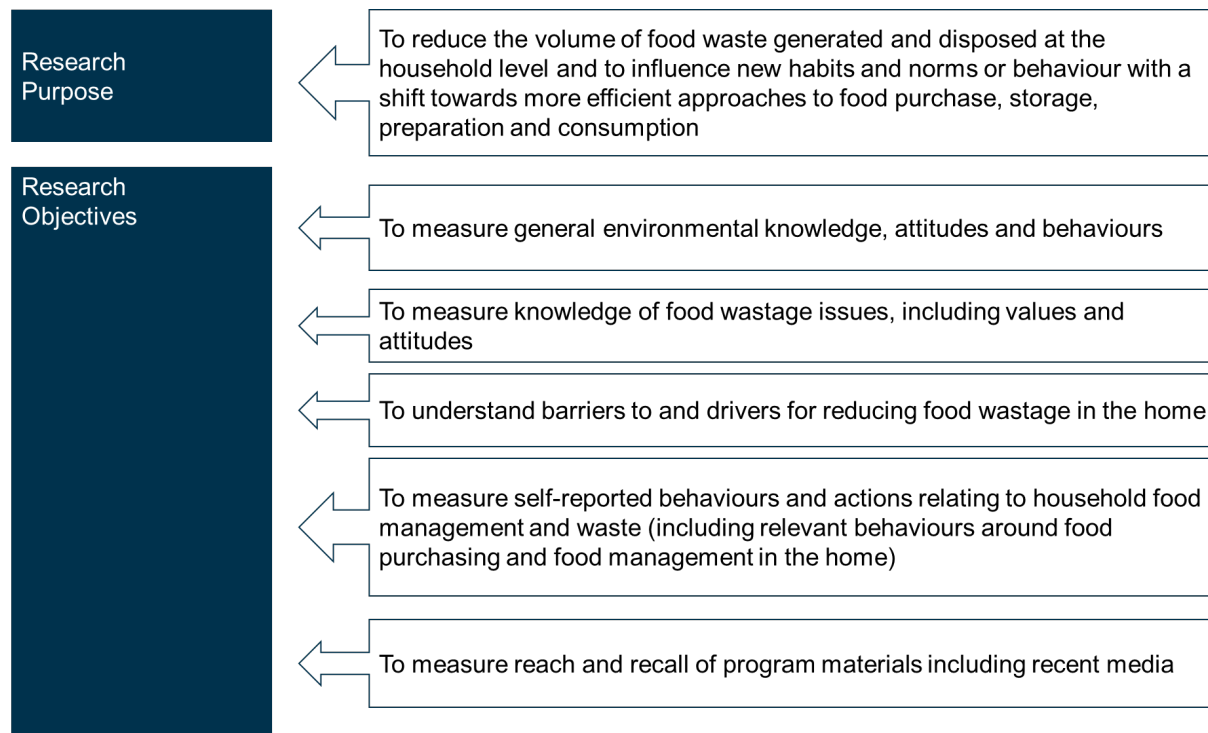 Research
Purpose
To reduce the volume of food waste generated and disposed at the
household level and to influence new habits and norms or behaviour with a
shift towards more efficient approaches to food purchase, storage,
preparation and consumption
Research
Objectives
To measure general environmental knowledge, attitudes and behaviours
To measure knowledge of food wastage issues, including values and
attitudes
To understand barriers to and drivers for reducing food wastage in the home
To measure self-reported behaviours and actions relating to household food
management and waste (including relevant behaviours around food
purchasing and food management in the home)
To measure reach and recall of program materials including recent media